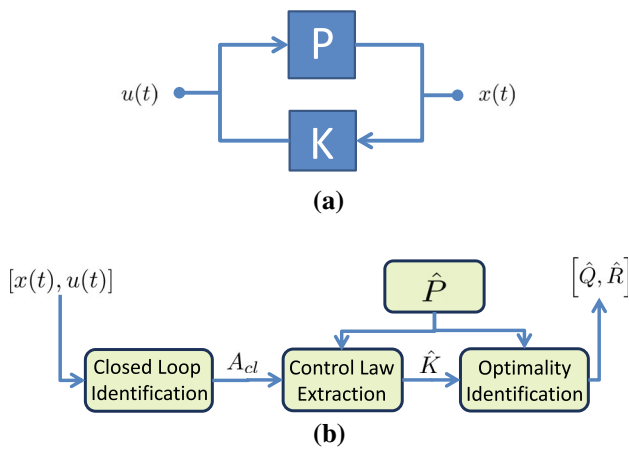 P
u(t)
x(t)
K
(a)
[x(t), u(t)]
P̂
[Q̂, R̂]
Closed Loop
Identification
A_cl
Control Law
Extraction
K̂
Optimality
Identification
(b)